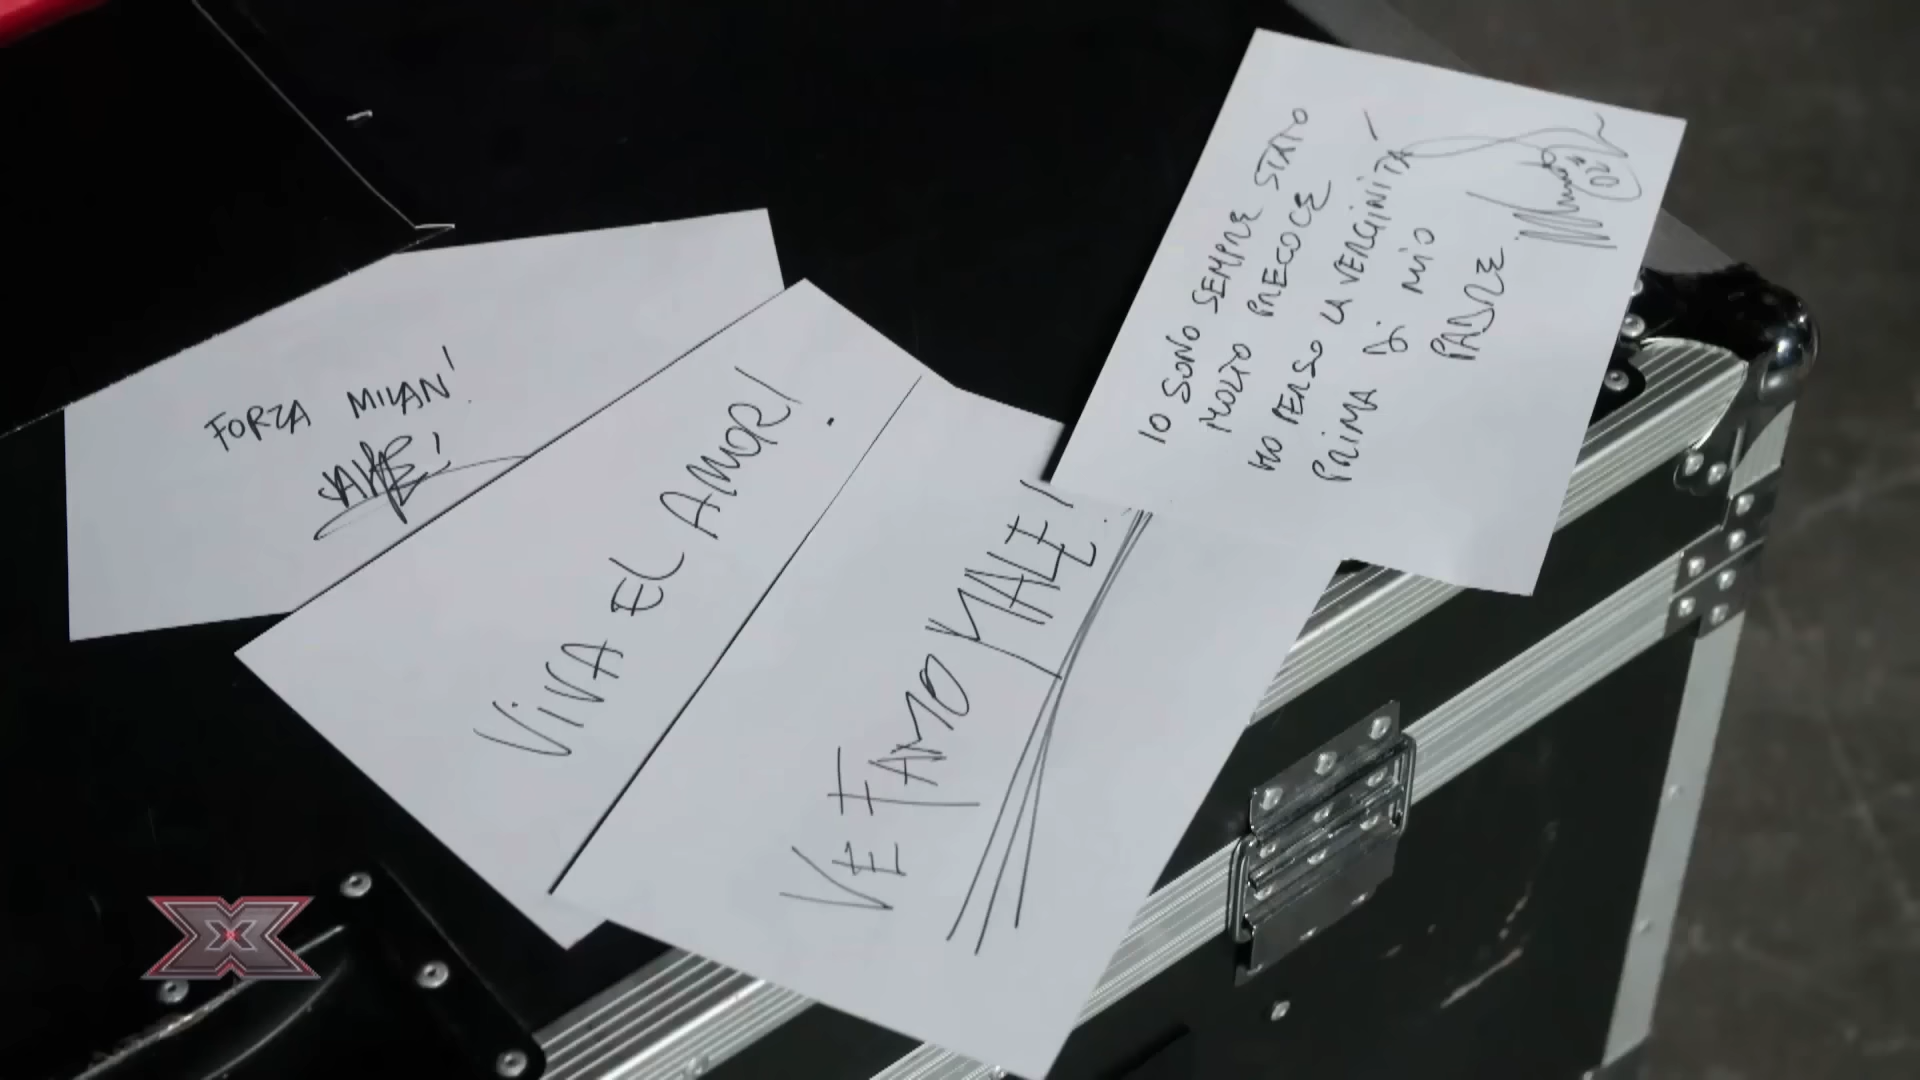 FORZA MILAN!
VIVA EL AMOR!
VE FAMO MALE!
IO SONO SEMPRE STATO
MOLTO PRECOCE
HO PERSO LA VERGINITÀ
PRIMA DI MIO
PADRE